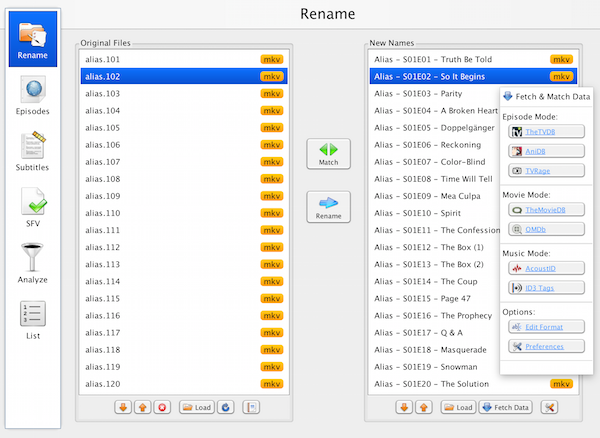 Rename
Rename
Episodes
Subtitles
SFV
Analyze
1
2
3
List
Original Files
alias.101 mkv
alias.102 mkv
alias.103 mkv
alias.104 mkv
alias.105 mkv
alias.106 mkv
alias.107 mkv
alias.108 mkv
alias.109 mkv
alias.110 mkv
alias.111 mkv
alias.112 mkv
alias.113 mkv
alias.114 mkv
alias.115 mkv
alias.116 mkv
alias.117 mkv
alias.118 mkv
alias.119 mkv
alias.120 mkv
Load
Match
Rename
New Names
Alias - S01E01 - Truth Be Told mkv
Alias - S01E02 - So It Begins mkv
Alias - S01E03 - Parity
Alias - S01E04 - A Broken Heart
Alias - S01E05 - Doppelgänger
Alias - S01E06 - Reckoning
Alias - S01E07 - Color-Blind
Alias - S01E08 - Time Will Tell
Alias - S01E09 - Mea Culpa
Alias - S01E10 - Spirit
Alias - S01E11 - The Confession
Alias - S01E12 - The Box (1)
Alias - S01E13 - The Box (2)
Alias - S01E14 - The Coup
Alias - S01E15 - Page 47
Alias - S01E16 - The Prophecy
Alias - S01E17 - Q & A
Alias - S01E18 - Masquerade
Alias - S01E19 - Snowman
Alias - S01E20 - The Solution mkv
Load
Fetch Data
Fetch & Match Data
Episode Mode:
TheTVDB
AniDB
TVRage
Movie Mode:
TheMovieDB
OMDb
Music Mode:
AcoustID
ID3 Tags
Options:
Edit Format
Preferences